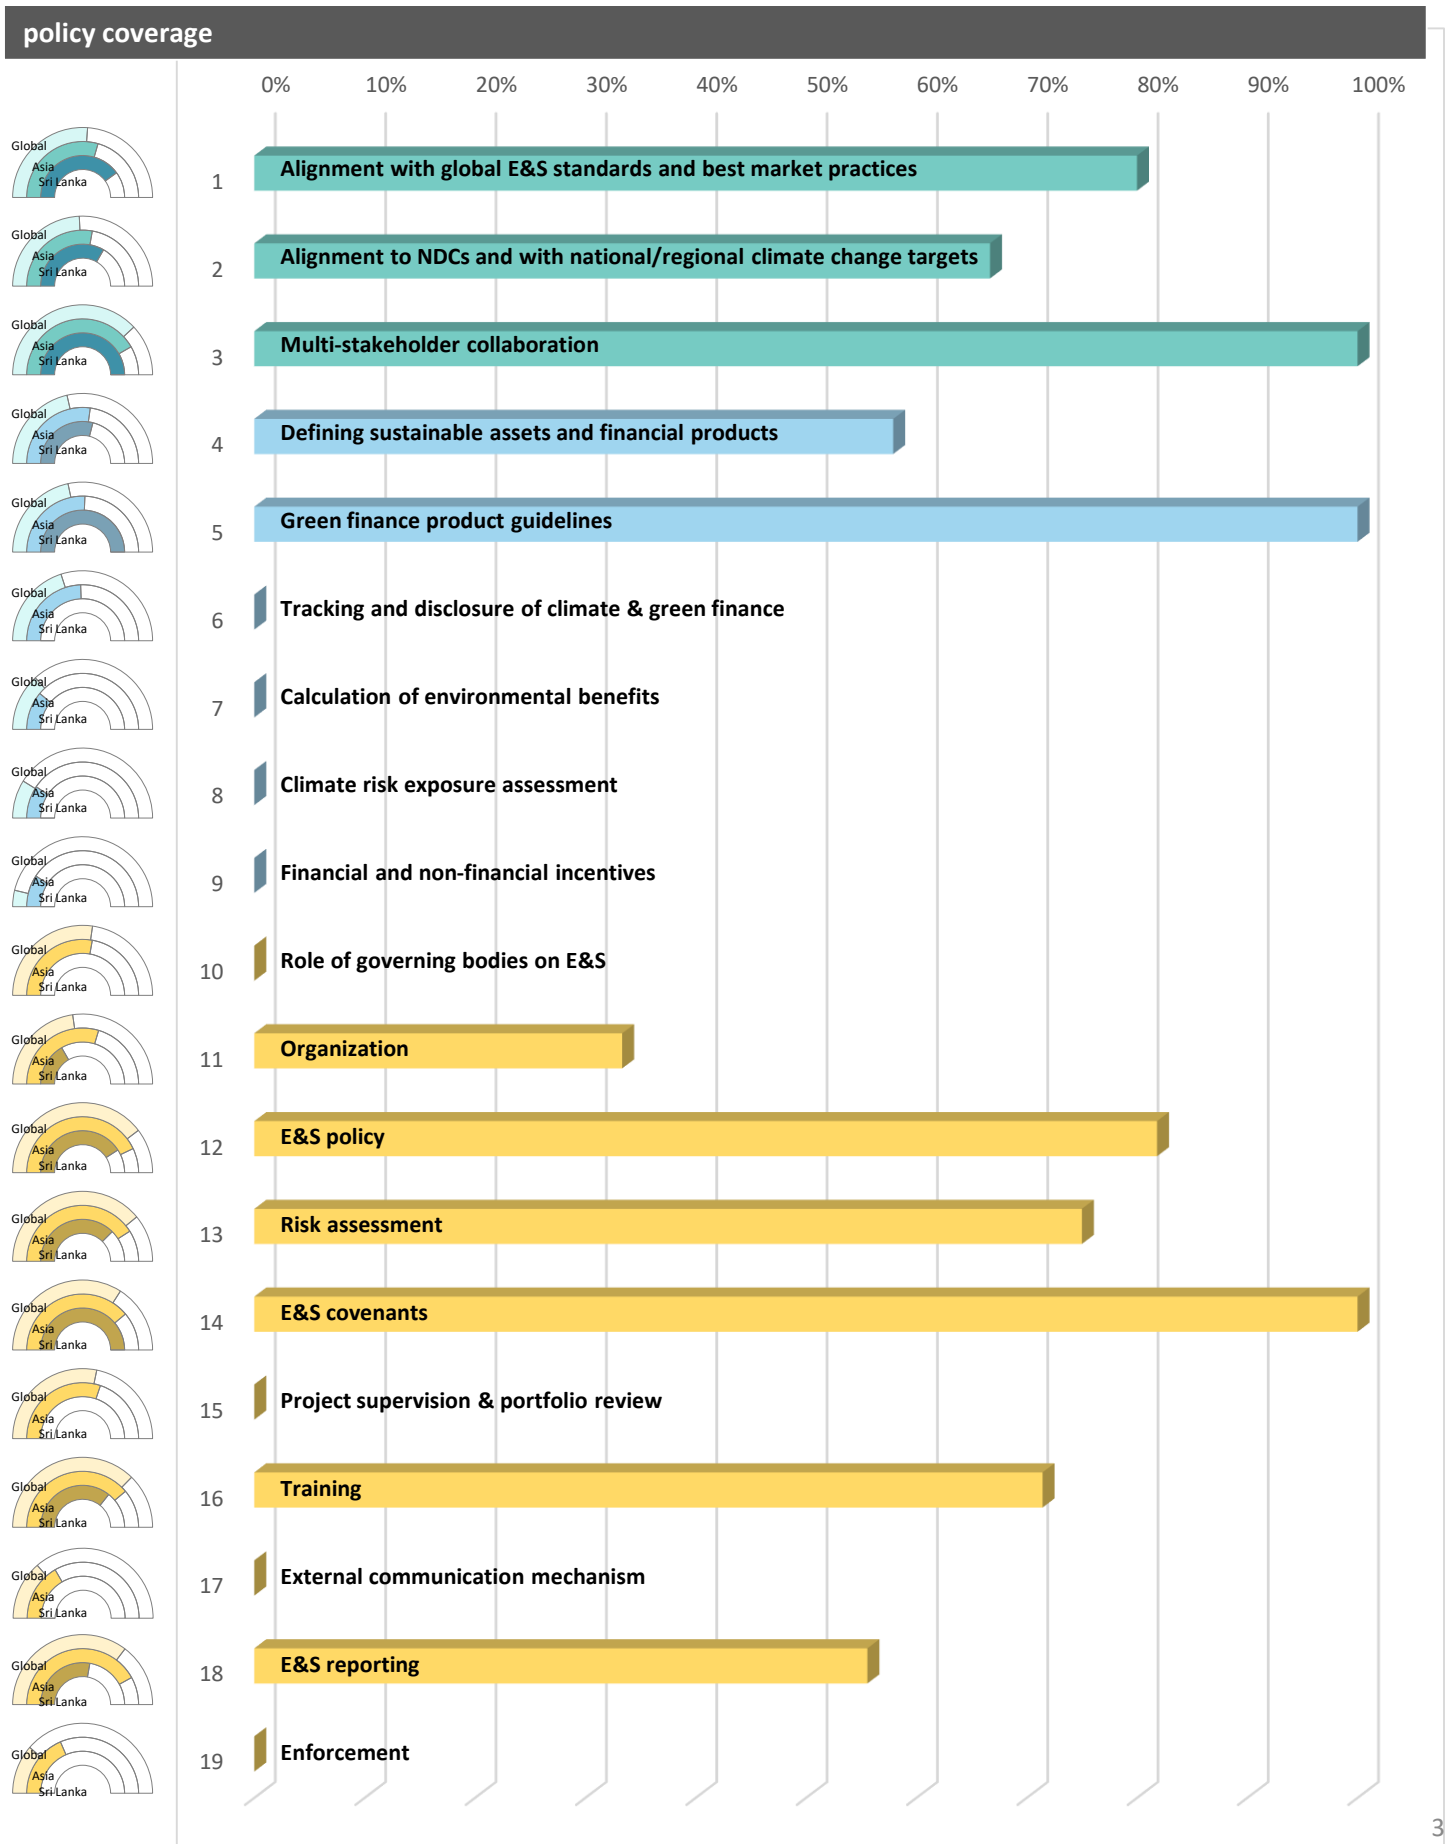 policy coverage
0% 10% 20% 30% 40% 50% 60% 70% 80% 90% 100%
Global
Asia
Sri Lanka
1 Alignment with global E&S standards and best market practices
Global
Asia
Sri Lanka
2 Alignment to NDCs and with national/regional climate change targets
Global
Asia
Sri Lanka
3 Multi-stakeholder collaboration
Global
Asia
Sri Lanka
4 Defining sustainable assets and financial products
Global
Asia
Sri Lanka
5 Green finance product guidelines
Global
Asia
Sri Lanka
6 Tracking and disclosure of climate & green finance
Global
Asia
Sri Lanka
7 Calculation of environmental benefits
Global
Asia
Sri Lanka
8 Climate risk exposure assessment
Global
Asia
Sri Lanka
9 Financial and non-financial incentives
Global
Asia
Sri Lanka
10 Role of governing bodies on E&S
Global
Asia
Sri Lanka
11 Organization
Global
Asia
Sri Lanka
12 E&S policy
Global
Asia
Sri Lanka
13 Risk assessment
Global
Asia
Sri Lanka
14 E&S covenants
Global
Asia
Sri Lanka
15 Project supervision & portfolio review
Global
Asia
Sri Lanka
16 Training
Global
Asia
Sri Lanka
17 External communication mechanism
Global
Asia
Sri Lanka
18 E&S reporting
Global
Asia
Sri Lanka
19 Enforcement
3